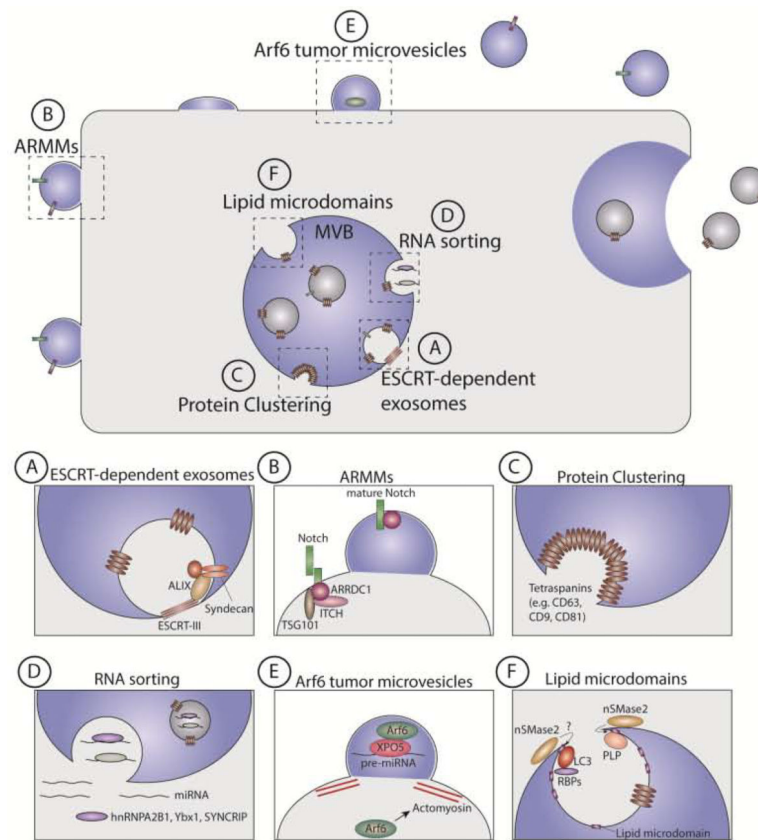 E
Arf6 tumor microvesicles
B
ARMMs
F
Lipid microdomains
MVB
D
RNA sorting
A
ESCRT-dependent
exosomes
C
Protein Clustering
A
ESCRT-dependent exosomes
ALIX
Syndecan
ESCRT-III
B
ARMMs
mature Notch
Notch
ARRDC1
ITCH
TSG101
C
Protein Clustering
Tetraspanins
(e.g. CD63,
CD9, CD81)
D
RNA sorting
miRNA
hnRNPA2B1, Ybx1, SYNCRIP
E
Arf6 tumor microvesicles
Arf6
XPO5
pre-miRNA
Actomyosin
Arf6
F
Lipid microdomains
nSMase2
nSMase2
?
PLP
LC3
RBPs
Lipid microdomain